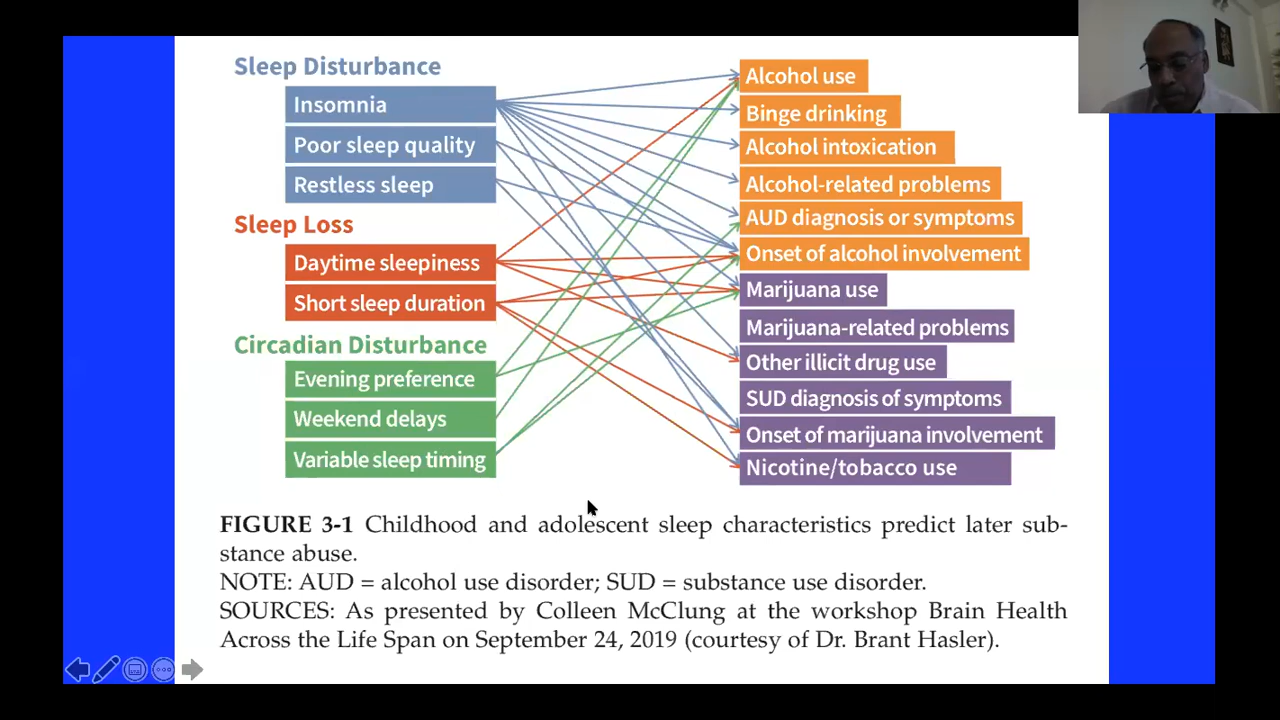 Sleep Disturbance
Insomnia
Poor sleep quality
Restless sleep
Sleep Loss
Daytime sleepiness
Short sleep duration
Circadian Disturbance
Evening preference
Weekend delays
Variable sleep timing
Alcohol use
Binge drinking
Alcohol intoxication
Alcohol-related problems
AUD diagnosis or symptoms
Onset of alcohol involvement
Marijuana use
Marijuana-related problems
Other illicit drug use
SUD diagnosis of symptoms
Onset of marijuana involvement
Nicotine/tobacco use
FIGURE 3-1 Childhood and adolescent sleep characteristics predict later sub-
stance abuse.
NOTE: AUD = alcohol use disorder; SUD = substance use disorder.
SOURCES: As presented by Colleen McClung at the workshop Brain Health
Across the Life Span on September 24, 2019 (courtesy of Dr. Brant Hasler).